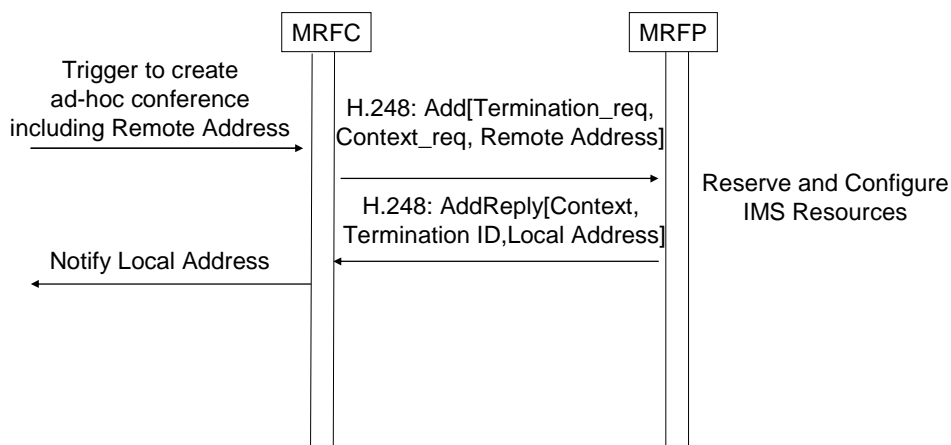 MRFC
MRFP
Trigger to create
ad-hoc conference
including Remote Address
H.248: Add[Termination_req,
Context_req, Remote Address]
Reserve and Configure
IMS Resources
H.248: AddReply[Context,
Termination ID,Local Address]
Notify Local Address